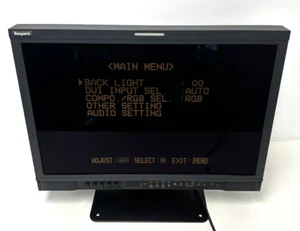 Ikegami
<MAIN MENU>
▶BACK LIGHT : 00
DVI INPUT SEL. :AUTO
COMPO./RGB SEL. :RGB
OTHER SETTING
AUDIO SETTING
ADJUST : SELECT : EXIT :MENU